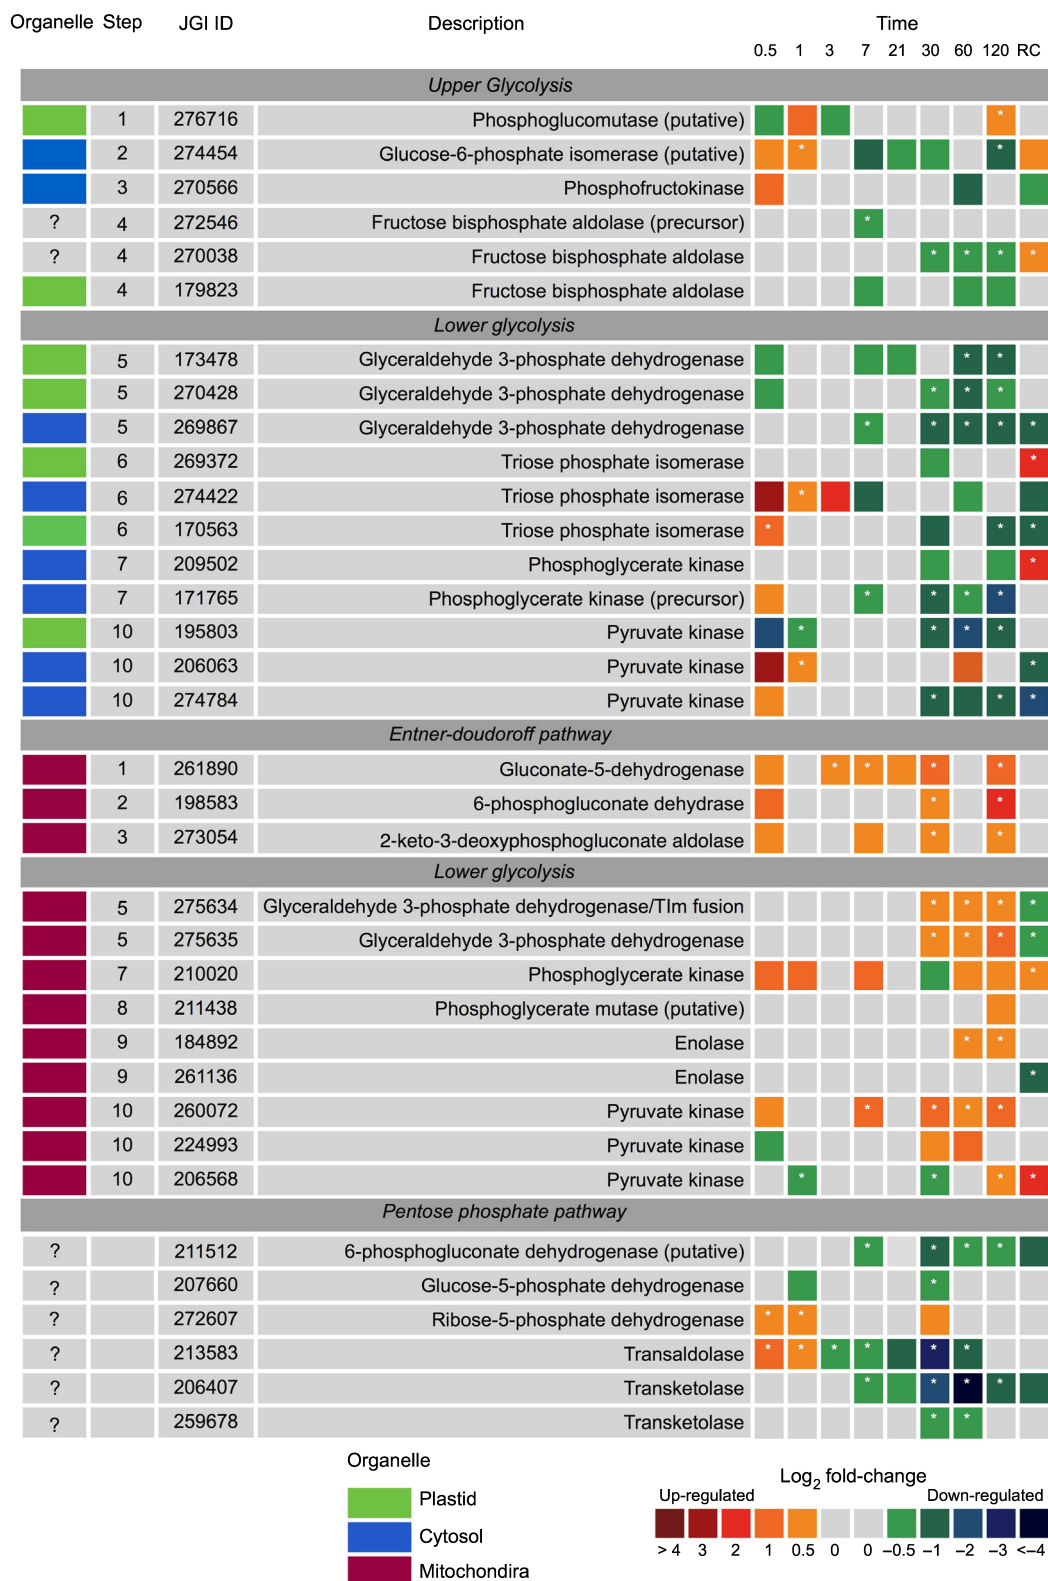 Organelle Step JGI ID Description Time
0.5 1 3 7 21 30 60 120 RC
Upper Glycolysis
1 276716 Phosphoglucomutase (putative) *
2 274454 Glucose-6-phosphate isomerase (putative) * *
3 270566 Phosphofructokinase
? 4 272546 Fructose bisphosphate aldolase (precursor) *
? 4 270038 Fructose bisphosphate aldolase * * * *
4 179823 Fructose bisphosphate aldolase
Lower glycolysis
5 173478 Glyceraldehyde 3-phosphate dehydrogenase * *
5 270428 Glyceraldehyde 3-phosphate dehydrogenase * * *
5 269867 Glyceraldehyde 3-phosphate dehydrogenase * * * * *
6 269372 Triose phosphate isomerase *
6 274422 Triose phosphate isomerase *
6 170563 Triose phosphate isomerase * * *
7 209502 Phosphoglycerate kinase *
7 171765 Phosphoglycerate kinase (precursor) * * * *
10 195803 Pyruvate kinase * * * *
10 206063 Pyruvate kinase * *
10 274784 Pyruvate kinase * * *
Entner-doudoroff pathway
1 261890 Gluconate-5-dehydrogenase * * * *
2 198583 6-phosphogluconate dehydrase * *
3 273054 2-keto-3-deoxyphosphogluconate aldolase * *
Lower glycolysis
5 275634 Glyceraldehyde 3-phosphate dehydrogenase/TIm fusion * * * *
5 275635 Glyceraldehyde 3-phosphate dehydrogenase * * * *
7 210020 Phosphoglycerate kinase *
8 211438 Phosphoglycerate mutase (putative)
9 184892 Enolase * *
9 261136 Enolase *
10 260072 Pyruvate kinase * * * *
10 224993 Pyruvate kinase
10 206568 Pyruvate kinase * * * *
Pentose phosphate pathway
? 211512 6-phosphogluconate dehydrogenase (putative) * * * *
? 207660 Glucose-5-phosphate dehydrogenase *
? 272607 Ribose-5-phosphate dehydrogenase * *
? 213583 Transaldolase * * * * * *
? 206407 Transketolase * * * *
? 259678 Transketolase * *
Organelle
Plastid
Cytosol
Mitochondira
Log2 fold-change
Up-regulated Down-regulated
> 4 3 2 1 0.5 0 0 –0.5 –1 –2 –3 <–4